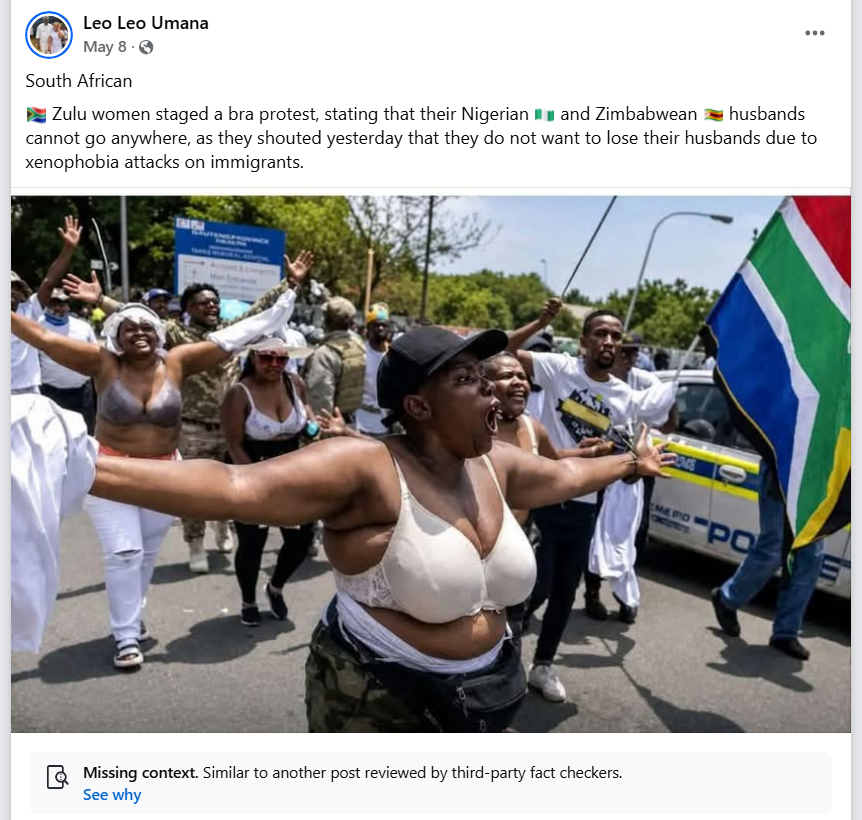 Leo Leo Umana
May 8 ·
South African
🇿🇦 Zulu women staged a bra protest, stating that their Nigerian 🇳🇬 and Zimbabwean 🇿🇼 husbands
cannot go anywhere, as they shouted yesterday that they do not want to lose their husbands due to
xenophobia attacks on immigrants.
GAUTENG PROVINCE
HEALTH
Main Entrance
PO
Missing context. Similar to another post reviewed by third-party fact checkers.
See why